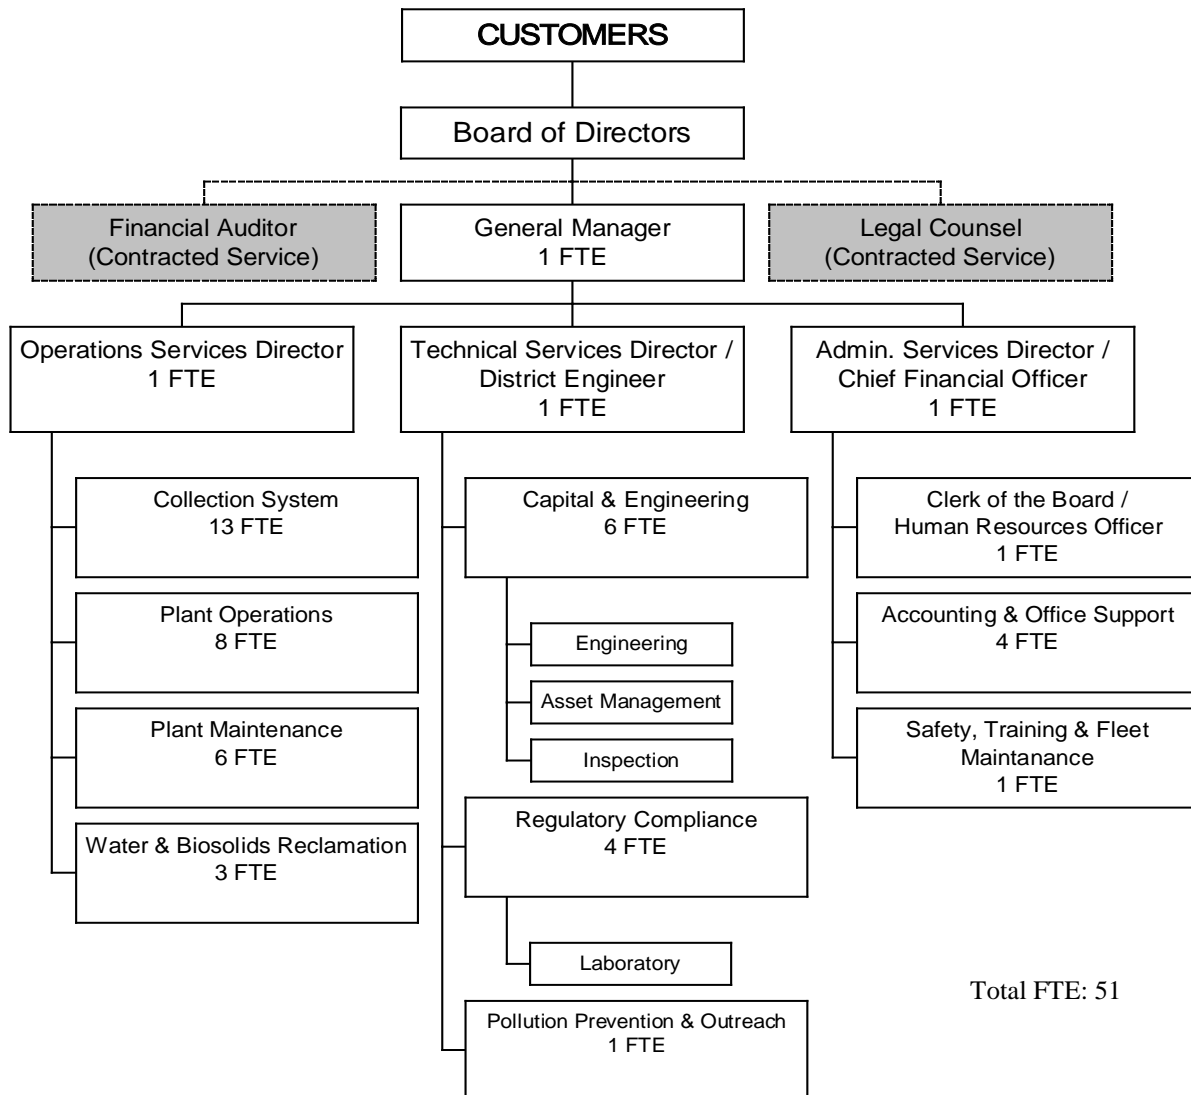 CUSTOMERS
Board of Directors
Financial Auditor
(Contracted Service)
General Manager
1 FTE
Legal Counsel
(Contracted Service)
Operations Services Director
1 FTE
Technical Services Director /
District Engineer
1 FTE
Admin. Services Director /
Chief Financial Officer
1 FTE
Collection System
13 FTE
Plant Operations
8 FTE
Plant Maintenance
6 FTE
Water & Biosolids Reclamation
3 FTE
Capital & Engineering
6 FTE
Engineering
Asset Management
Inspection
Regulatory Compliance
4 FTE
Laboratory
Pollution Prevention & Outreach
1 FTE
Clerk of the Board /
Human Resources Officer
1 FTE
Accounting & Office Support
4 FTE
Safety, Training & Fleet
Maintanance
1 FTE
Total FTE: 51